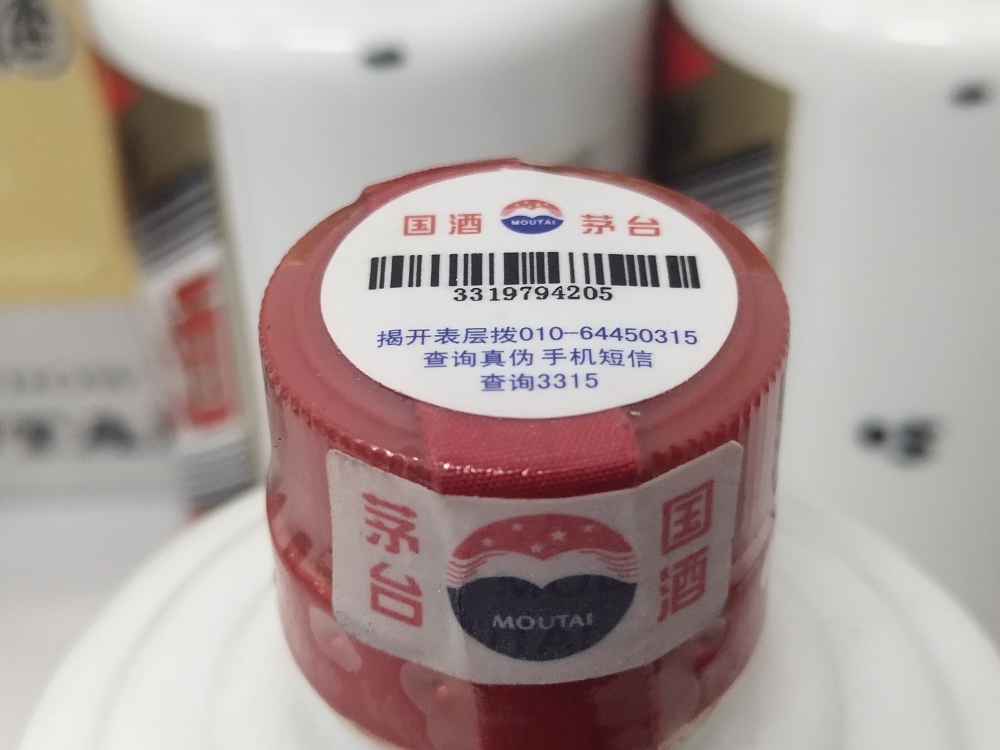 国酒 MOUTAI 茅台
3319794205
揭开表层拨010-64450315
查询真伪 手机短信
查询3315
茅台 MOUTAI 国酒